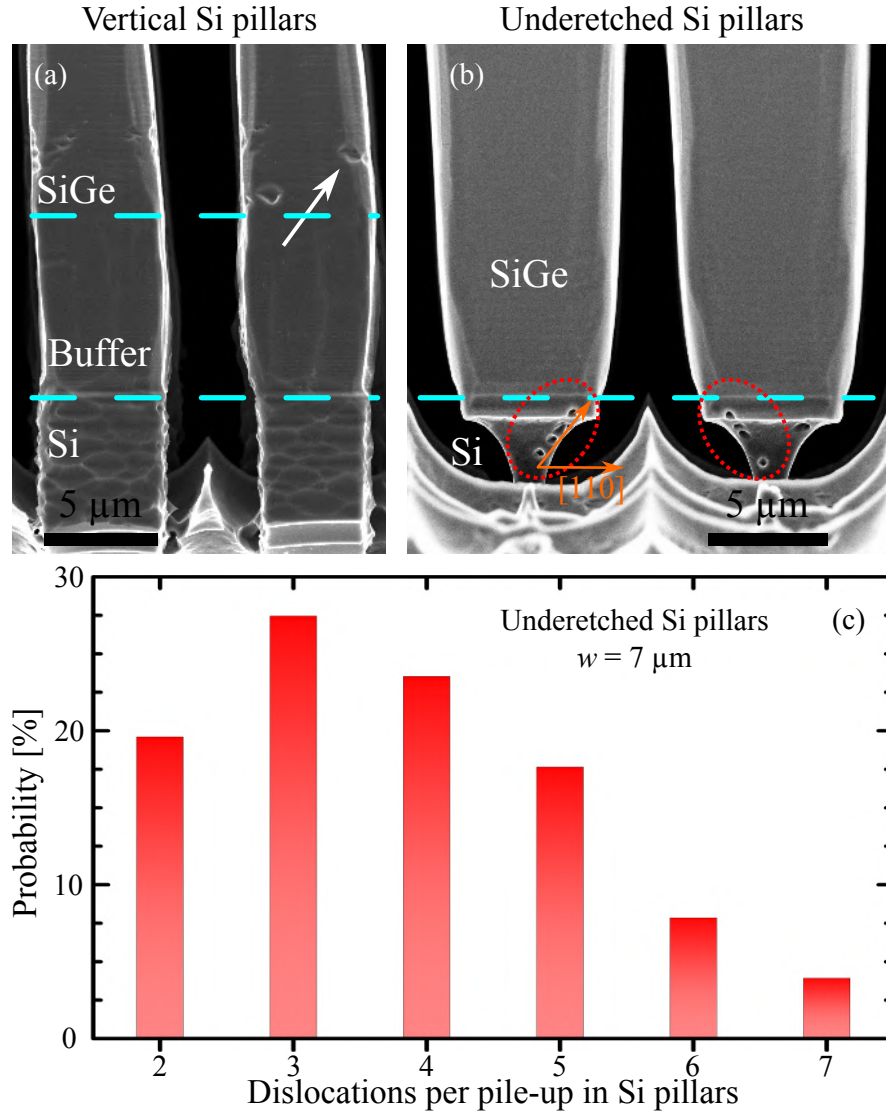 Vertical Si pillars
Underetched Si pillars
(a)
SiGe
Buffer
Si
5 µm
(b)
SiGe
Si
[110]
5 µm
30
20
10
0
Probability [%]
Underetched Si pillars
(c)
w = 7 µm
2 3 4 5 6 7
Dislocations per pile-up in Si pillars